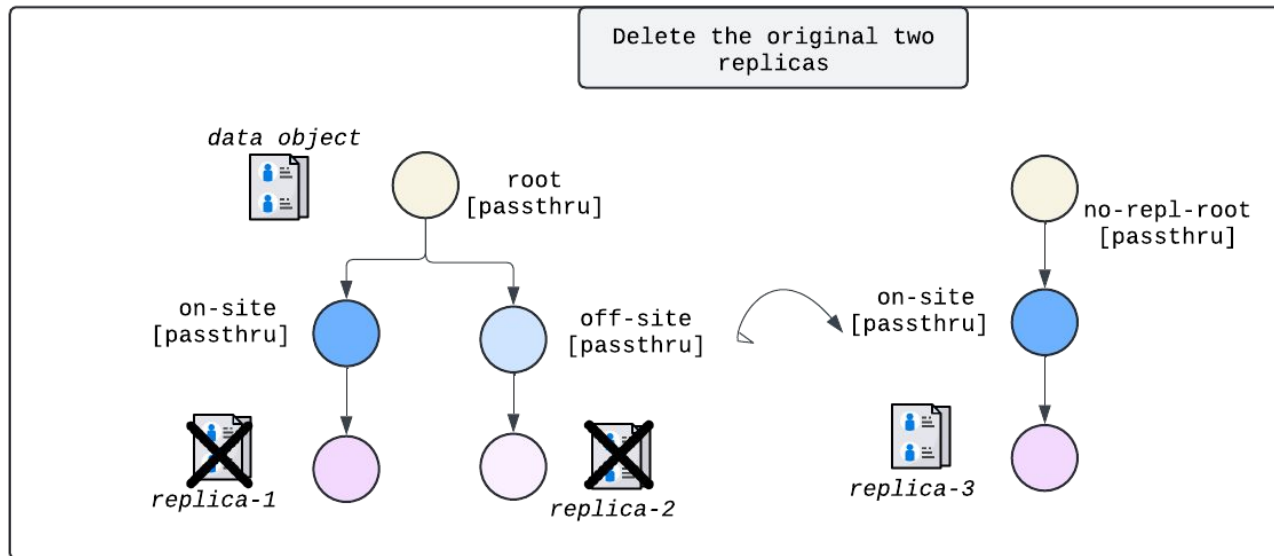 Delete the original two
replicas
data object
root
[passthru]
no-repl-root
[passthru]
on-site
[passthru]
off-site
[passthru]
on-site
[passthru]
replica-1
replica-2
replica-3